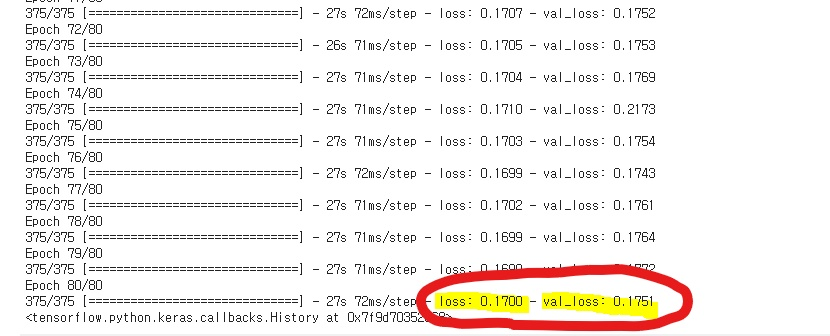 375/375 [==============================] - 27s 72ms/step - loss: 0.1707 - val_loss: 0.1752
Epoch 72/80
375/375 [==============================] - 26s 71ms/step - loss: 0.1705 - val_loss: 0.1753
Epoch 73/80
375/375 [==============================] - 27s 71ms/step - loss: 0.1704 - val_loss: 0.1769
Epoch 74/80
375/375 [==============================] - 27s 71ms/step - loss: 0.1710 - val_loss: 0.2173
Epoch 75/80
375/375 [==============================] - 27s 71ms/step - loss: 0.1703 - val_loss: 0.1754
Epoch 76/80
375/375 [==============================] - 27s 72ms/step - loss: 0.1699 - val_loss: 0.1743
Epoch 77/80
375/375 [==============================] - 27s 71ms/step - loss: 0.1702 - val_loss: 0.1761
Epoch 78/80
375/375 [==============================] - 27s 71ms/step - loss: 0.1699 - val_loss: 0.1764
Epoch 79/80
375/375 [==============================] - 27s 71ms/step - loss:
Epoch 80/80
375/375 [==============================] - 27s 72ms/step - loss: 0.1700 - val_loss: 0.1751
<tensorflow.python.keras.callbacks.History at